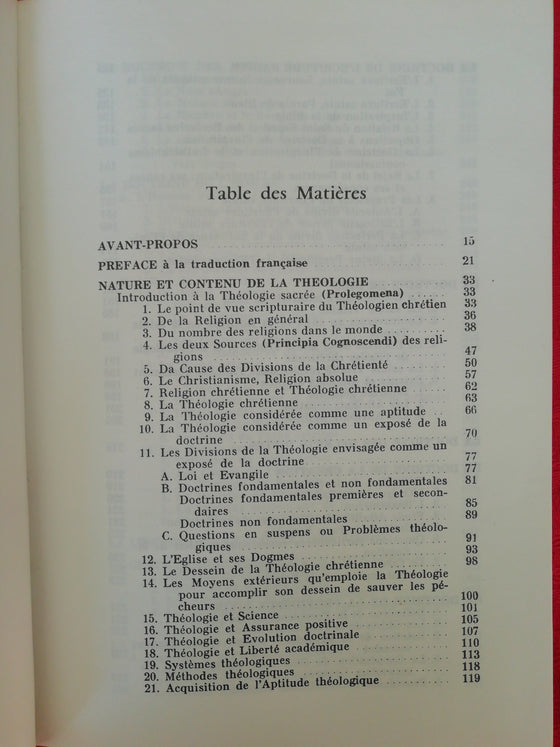 Table des Matières
AVANT-PROPOS 15
PREFACE à la traduction française 21
NATURE ET CONTENU DE LA THEOLOGIE 33
Introduction à la Théologie sacrée (Prolegomena) 33
1. Le point de vue scripturaire du Théologien chrétien 33
2. De la Religion en général 36
3. Du nombre des religions dans le monde 38
4. Les deux Sources (Principia Cognoscendi) des reli-
gions 47
5. Da Cause des Divisions de la Chrétienté 50
6. Le Christianisme, Religion absolue 57
7. Religion chrétienne et Théologie chrétienne 62
8. La Théologie chrétienne 63
9. La Théologie considérée comme une aptitude 66
10. La Théologie considérée comme un exposé de la
doctrine 70
11. Les Divisions de la Théologie envisagée comme un
exposé de la doctrine 77
A. Loi et Evangile 77
B. Doctrines fondamentales et non fondamentales 81
Doctrines fondamentales premières et secon-
daires 85
Doctrines non fondamentales 89
C. Questions en suspens ou Problèmes théolo-
giques 91
12. L'Eglise et ses Dogmes 93
13. Le Dessein de la Théologie chrétienne 98
14. Les Moyens extérieurs qu'emploie la Théologie
pour accomplir son dessein de sauver les pé-
cheurs 100
15. Théologie et Science 101
16. Théologie et Assurance positive 105
17. Théologie et Evolution doctrinale 107
18. Théologie et Liberté académique 110
19. Systèmes théologiques 113
20. Méthodes théologiques 118
21. Acquisition de l'Aptitude théologique 119